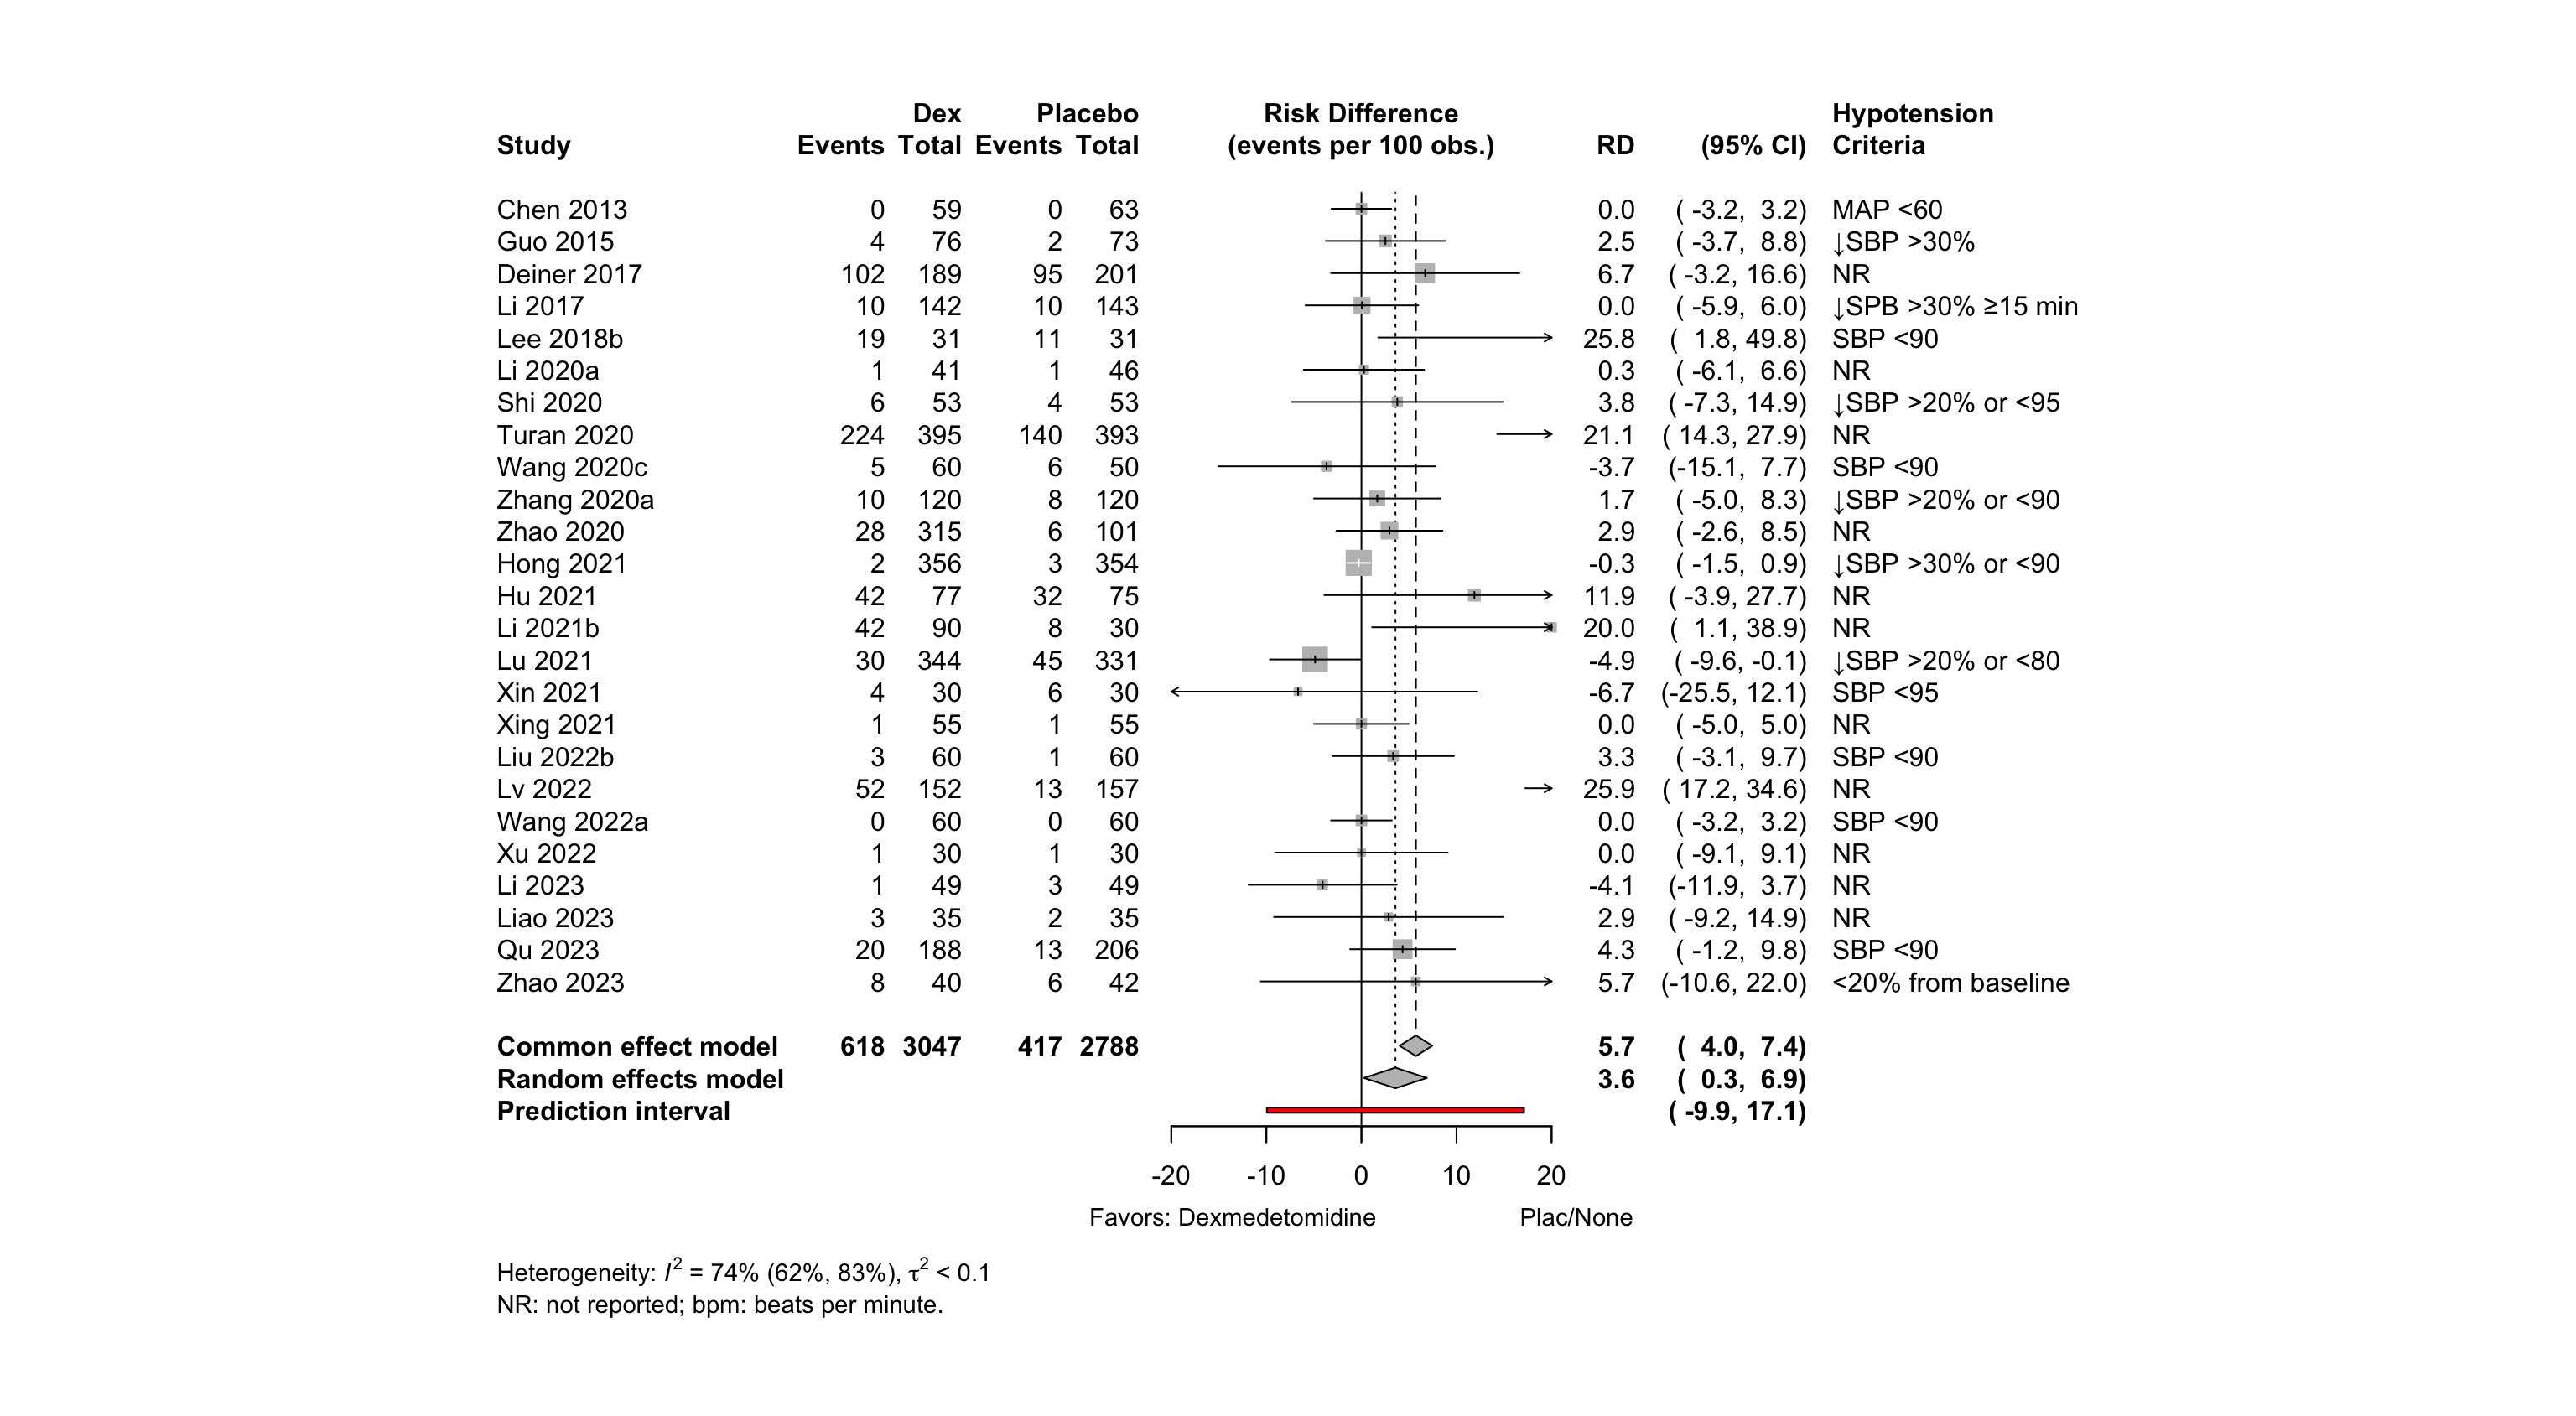 Dex Placebo Risk Difference Hypotension
Study Events Total Events Total (events per 100 obs.) RD (95% CI) Criteria
Chen 2013 0 59 0 63 0.0 ( -3.2, 3.2) MAP <60
Guo 2015 4 76 2 73 2.5 ( -3.7, 8.8) ↓SBP >30%
Deiner 2017 102 189 95 201 6.7 ( -3.2, 16.6) NR
Li 2017 10 142 10 143 0.0 ( -5.9, 6.0) ↓SPB >30% ≥15 min
Lee 2018b 19 31 11 31 25.8 ( 1.8, 49.8) SBP <90
Li 2020a 1 41 1 46 0.3 ( -6.1, 6.6) NR
Shi 2020 6 53 4 53 3.8 ( -7.3, 14.9) ↓SBP >20% or <95
Turan 2020 224 395 140 393 21.1 ( 14.3, 27.9) NR
Wang 2020c 5 60 6 50 -3.7 (-15.1, 7.7) SBP <90
Zhang 2020a 10 120 8 120 1.7 ( -5.0, 8.3) ↓SBP >20% or <90
Zhao 2020 28 315 6 101 2.9 ( -2.6, 8.5) NR
Hong 2021 2 356 3 354 -0.3 ( -1.5, 0.9) ↓SBP >30% or <90
Hu 2021 42 77 32 75 11.9 ( -3.9, 27.7) NR
Li 2021b 42 90 8 30 20.0 ( 1.1, 38.9) NR
Lu 2021 30 344 45 331 -4.9 ( -9.6, -0.1) ↓SBP >20% or <80
Xin 2021 4 30 6 30 -6.7 (-25.5, 12.1) SBP <95
Xing 2021 1 55 1 55 0.0 ( -5.0, 5.0) NR
Liu 2022b 3 60 1 60 3.3 ( -3.1, 9.7) SBP <90
Lv 2022 52 152 13 157 25.9 ( 17.2, 34.6) NR
Wang 2022a 0 60 0 60 0.0 ( -3.2, 3.2) SBP <90
Xu 2022 1 30 1 30 0.0 ( -9.1, 9.1) NR
Li 2023 1 49 3 49 -4.1 (-11.9, 3.7) NR
Liao 2023 3 35 2 35 2.9 ( -9.2, 14.9) NR
Qu 2023 20 188 13 206 4.3 ( -1.2, 9.8) SBP <90
Zhao 2023 8 40 6 42 5.7 (-10.6, 22.0) <20% from baseline
Common effect model 618 3047 417 2788 5.7 ( 4.0, 7.4)
Random effects model 3.6 ( 0.3, 6.9)
Prediction interval ( -9.9, 17.1)
-20 -10 0 10 20
Favors: Dexmedetomidine Plac/None
Heterogeneity: I² = 74% (62%, 83%), τ² < 0.1
NR: not reported; bpm: beats per minute.